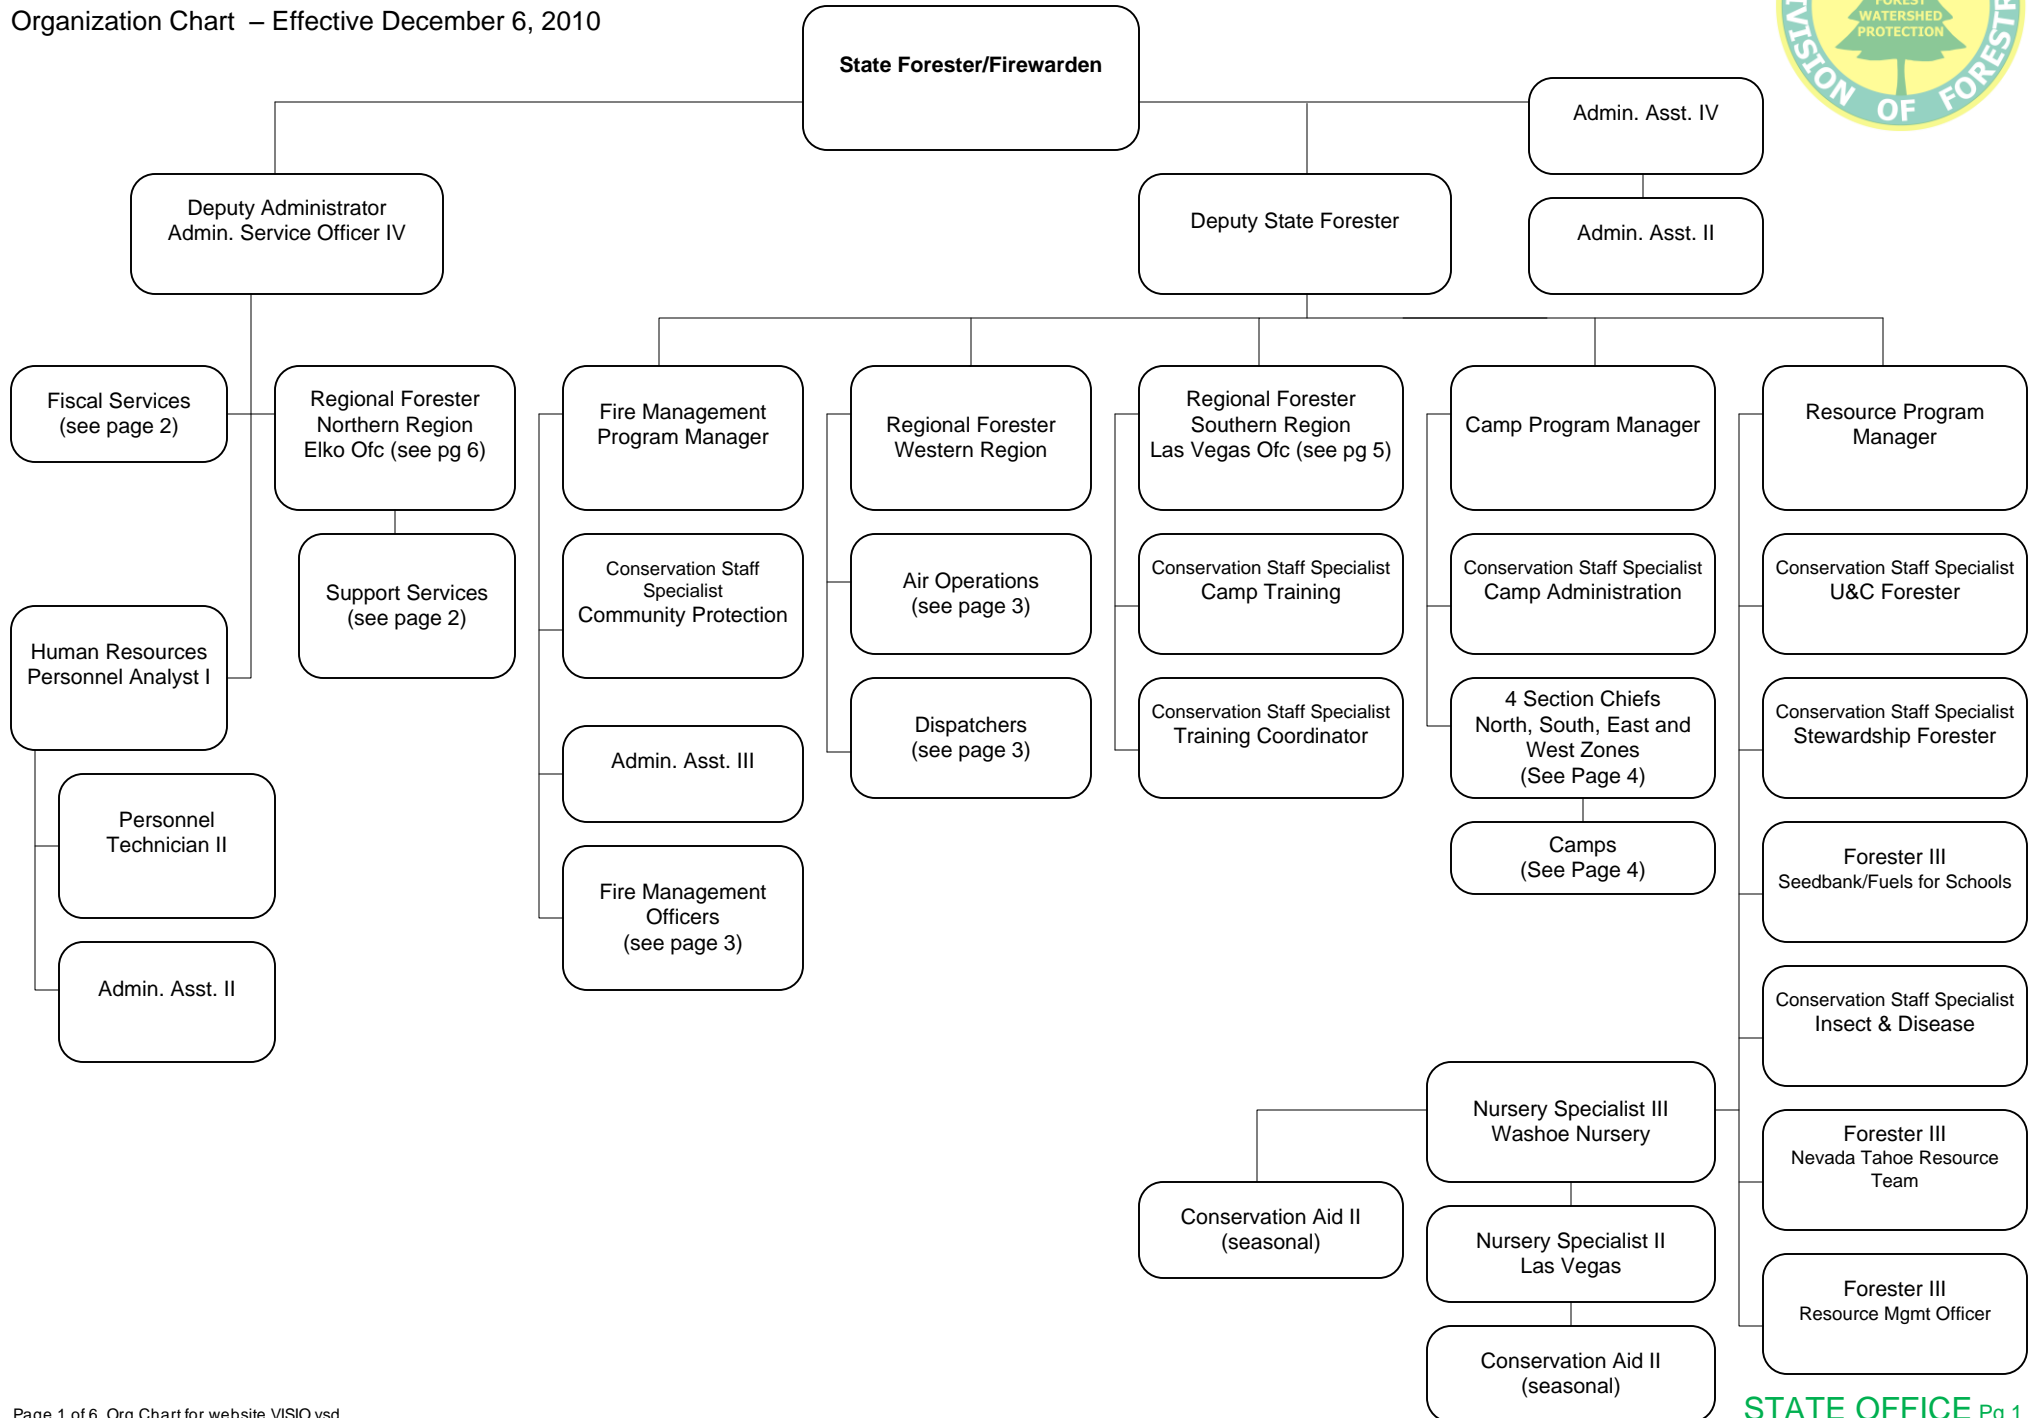 Organization Chart – Effective December 6, 2010
FOREST
WATERSHED
PROTECTION
DIVISION OF FORESTRY
State Forester/Firewarden
Admin. Asst. IV
Deputy Administrator
Admin. Service Officer IV
Deputy State Forester
Admin. Asst. II
Fiscal Services
(see page 2)
Regional Forester
Northern Region
Elko Ofc (see pg 6)
Fire Management
Program Manager
Regional Forester
Western Region
Regional Forester
Southern Region
Las Vegas Ofc (see pg 5)
Camp Program Manager
Resource Program
Manager
Support Services
(see page 2)
Conservation Staff
Specialist
Community Protection
Air Operations
(see page 3)
Conservation Staff Specialist
Camp Training
Conservation Staff Specialist
Camp Administration
Conservation Staff Specialist
U&C Forester
Human Resources
Personnel Analyst I
Admin. Asst. III
Dispatchers
(see page 3)
Conservation Staff Specialist
Training Coordinator
4 Section Chiefs
North, South, East and
West Zones
(See Page 4)
Conservation Staff Specialist
Stewardship Forester
Personnel
Technician II
Fire Management
Officers
(see page 3)
Camps
(See Page 4)
Forester III
Seedbank/Fuels for Schools
Admin. Asst. II
Conservation Staff Specialist
Insect & Disease
Nursery Specialist III
Washoe Nursery
Forester III
Nevada Tahoe Resource
Team
Conservation Aid II
(seasonal)
Nursery Specialist II
Las Vegas
Forester III
Resource Mgmt Officer
Conservation Aid II
(seasonal)
Page 1 of 6 Org Chart for website VISIO.vsd
STATE OFFICE Pg 1